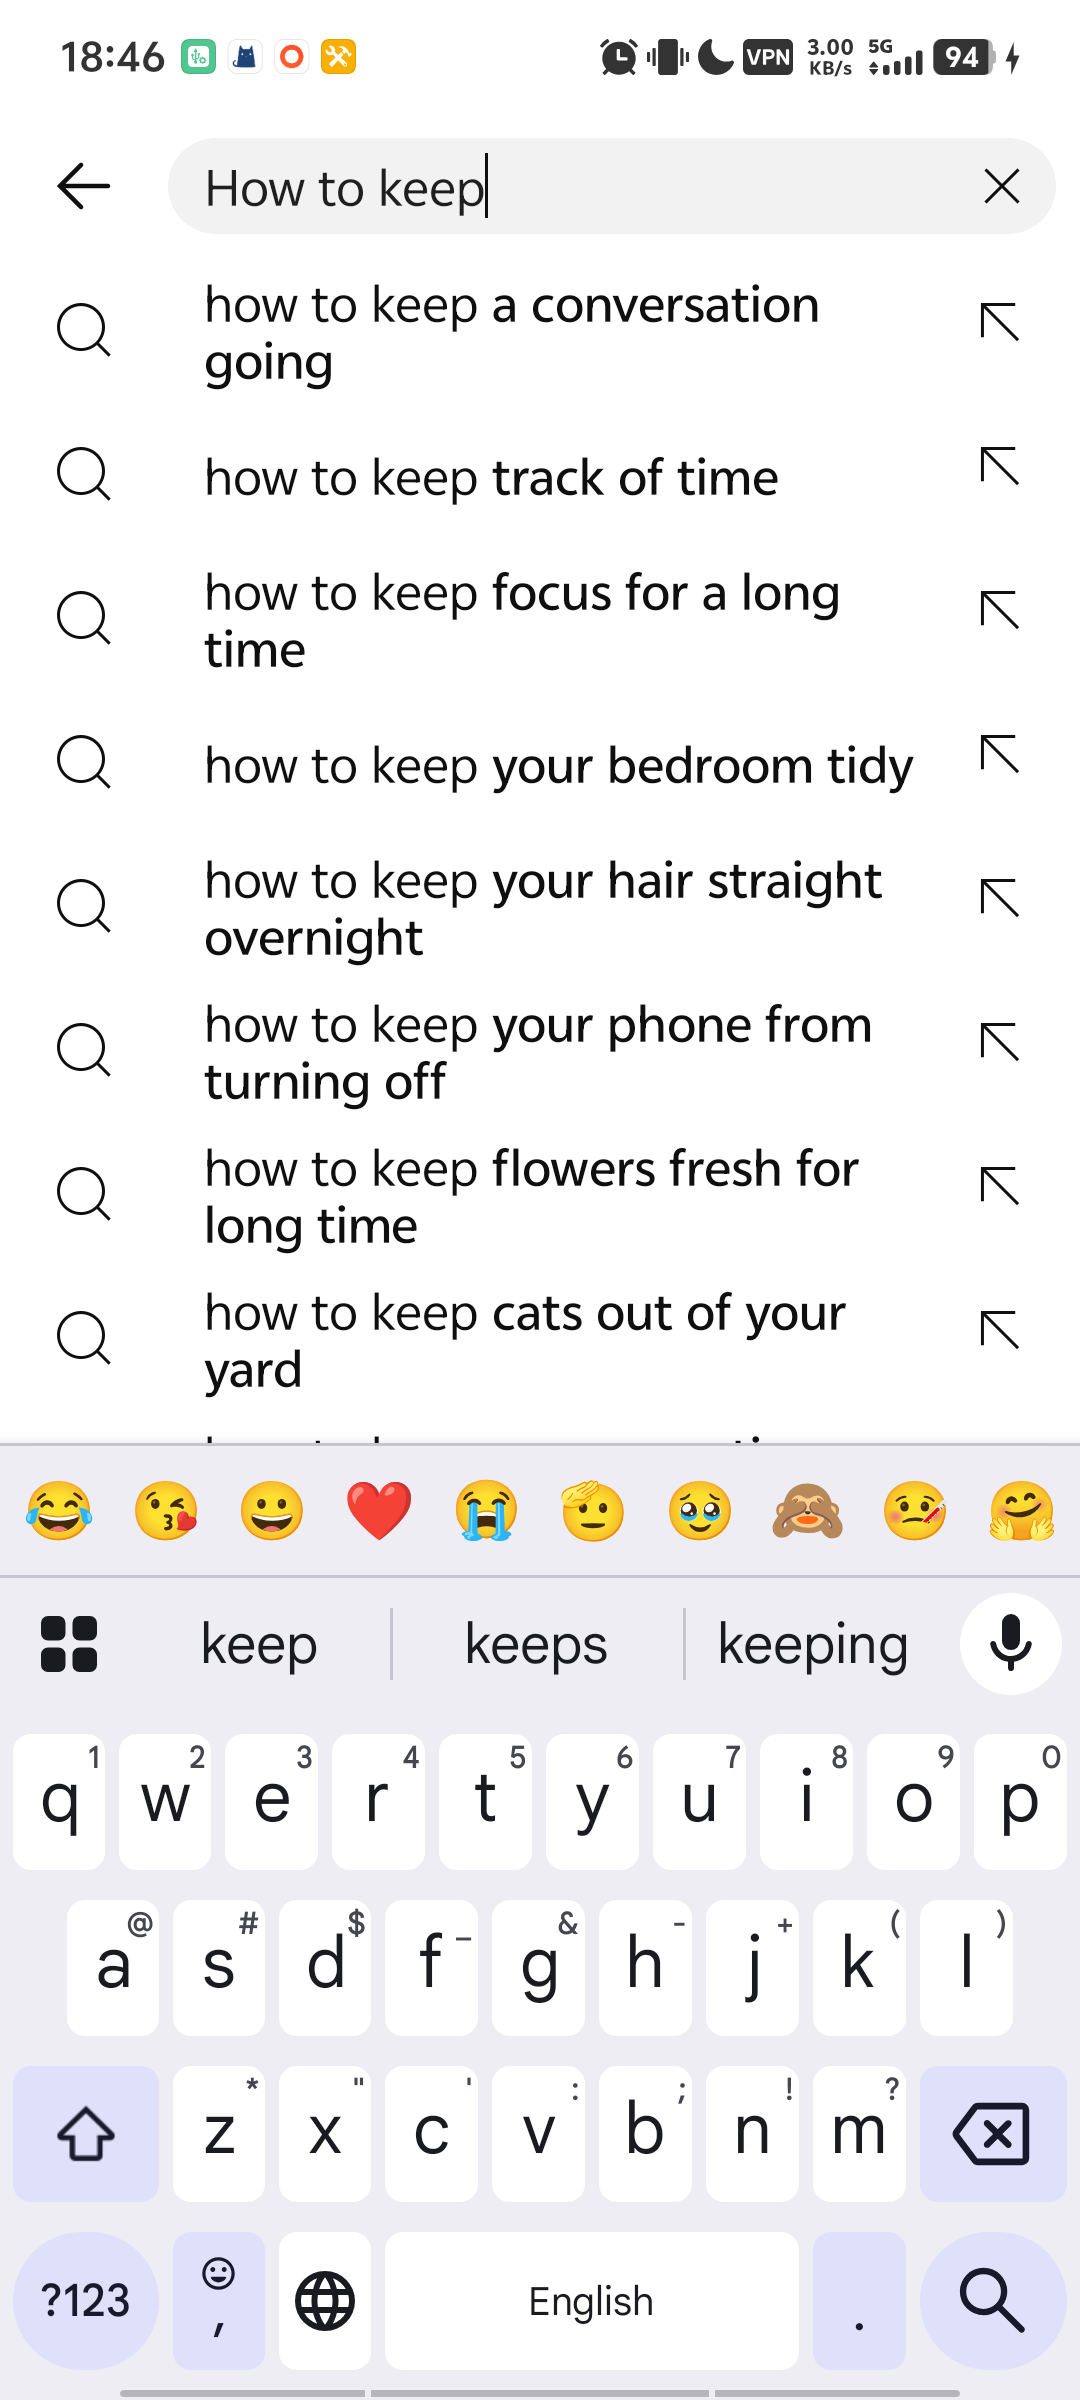 18:46 VPN 3.00 KB/s 5G 94
How to keep
how to keep a conversation
going
how to keep track of time
how to keep focus for a long
time
how to keep your bedroom tidy
how to keep your hair straight
overnight
how to keep your phone from
turning off
how to keep flowers fresh for
long time
how to keep cats out of your
yard
keep keeps keeping
1 2 3 4 5 6 7 8 9 0
q w e r t y u i o p
@ # $ _ & - + ( )
a s d f g h j k l
* " ' : ; ! ?
z x c v b n m
?123 , English .